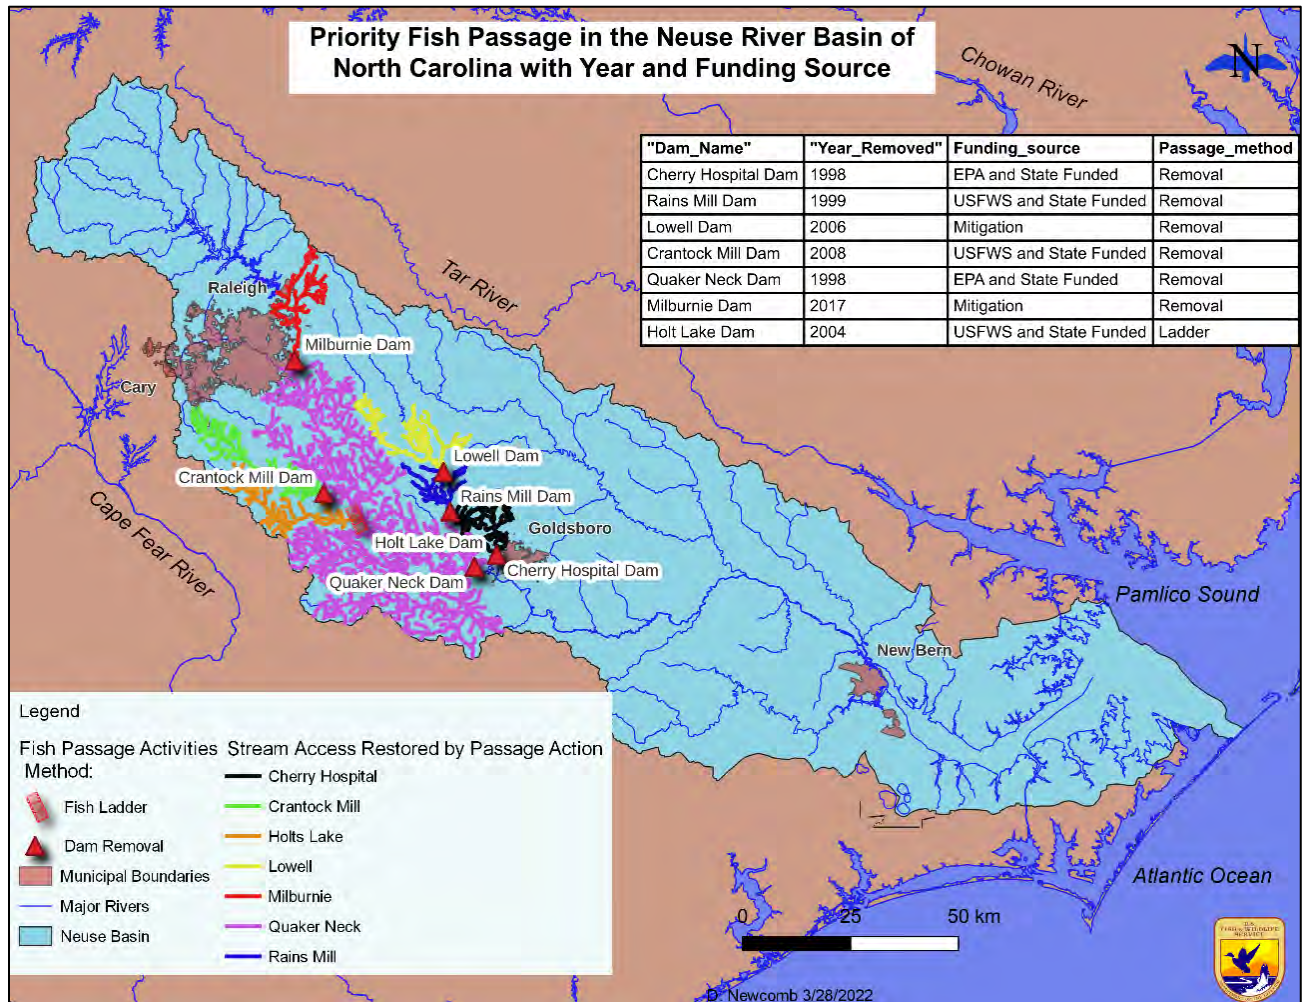 Priority Fish Passage in the Neuse River Basin of
North Carolina with Year and Funding Source
Chowan River
N
"Dam_Name" "Year_Removed" Funding_source Passage_method
Cherry Hospital Dam 1998 EPA and State Funded Removal
Rains Mill Dam 1999 USFWS and State Funded Removal
Lowell Dam 2006 Mitigation Removal
Crantock Mill Dam 2008 USFWS and State Funded Removal
Quaker Neck Dam 1998 EPA and State Funded Removal
Milburnie Dam 2017 Mitigation Removal
Holt Lake Dam 2004 USFWS and State Funded Ladder
Tar River
Raleigh
Milburnie Dam
Cary
Lowell Dam
Crantock Mill Dam
Rains Mill Dam
Cape Fear River
Goldsboro
Holt Lake Dam
Cherry Hospital Dam
Quaker Neck Dam
Pamlico Sound
New Bern
Legend
Fish Passage Activities Stream Access Restored by Passage Action
Method:
Cherry Hospital
Fish Ladder
Crantock Mill
Holts Lake
Dam Removal
Lowell
Municipal Boundaries
Milburnie
Major Rivers
Quaker Neck
Neuse Basin
Rains Mill
Atlantic Ocean
0 25 50 km
U.S.
FISH & WILDLIFE
SERVICE
D. Newcomb 3/28/2022